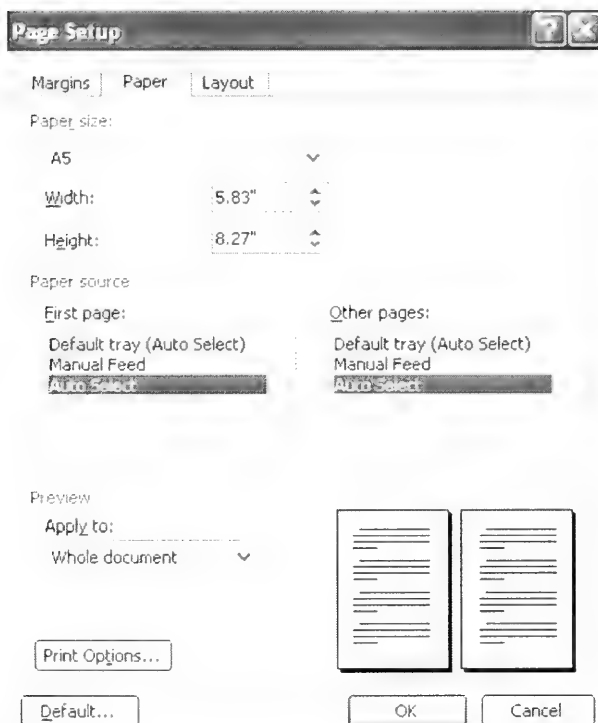 Page Setup
Margins Paper Layout
Paper size:
A5
Width: 5.83"
Height: 8.27"
Paper source
First page: Other pages:
Default tray (Auto Select) Default tray (Auto Select)
Manual Feed Manual Feed
Auto Select Auto Select
Preview
Apply to:
Whole document
Print Options...
Default... OK Cancel